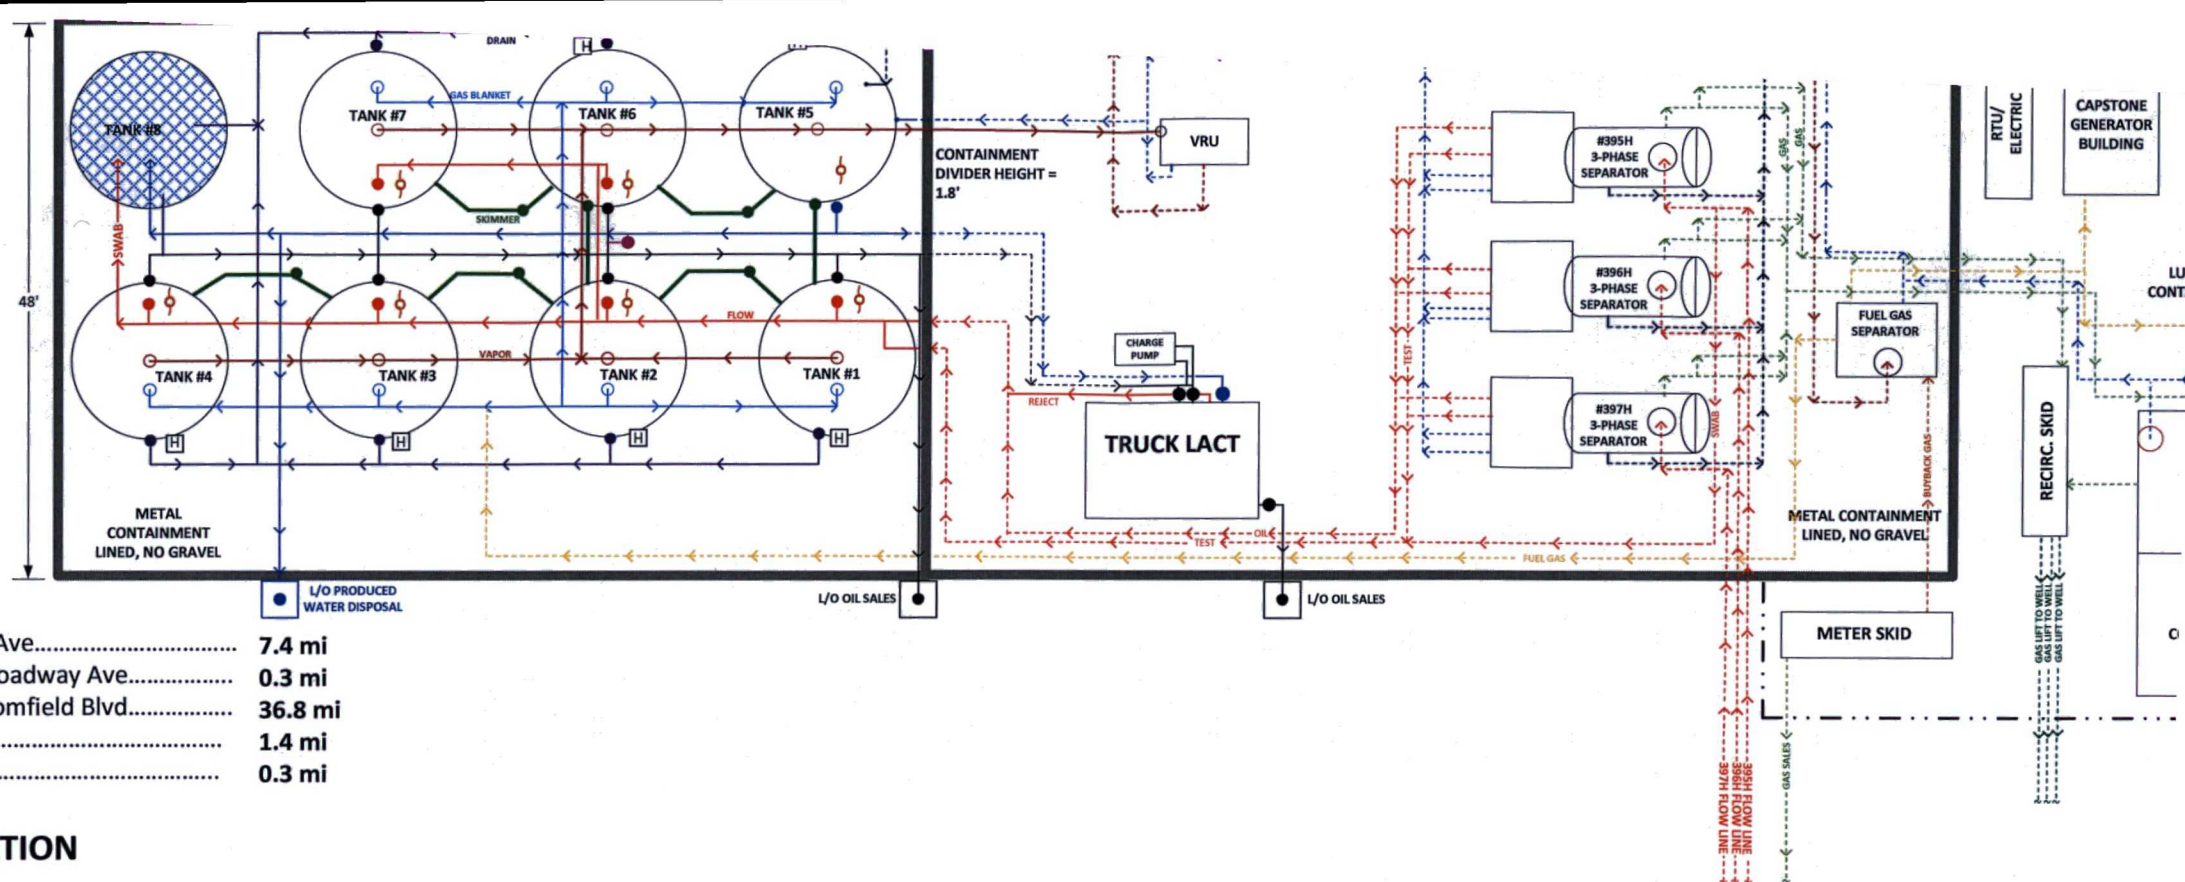 DRAIN
H
TANK #8
TANK #7
GAS BLANKET
TANK #6
TANK #5
SKIMMER
SWAB
48'
FLOW
VAPOR
TANK #4
TANK #3
TANK #2
TANK #1
H
H
H
H
METAL
CONTAINMENT
LINED, NO GRAVEL
CONTAINMENT
DIVIDER HEIGHT =
1.8'
VRU
CHARGE
PUMP
REJECT
TRUCK LACT
OIL
TEST
TEST
#395H
3-PHASE
SEPARATOR
#396H
3-PHASE
SEPARATOR
#397H
3-PHASE
SEPARATOR
GAS
GAS
SWAB
FUEL GAS
FUEL GAS
SEPARATOR
BUYBACK GAS
METAL CONTAINMENT
LINED, NO GRAVEL
RTU/
ELECTRIC
CAPSTONE
GENERATOR
BUILDING
LU
CONT
RECIRC. SKID
L/O PRODUCED
WATER DISPOSAL
L/O OIL SALES
L/O OIL SALES
METER SKID
GAS LIFT TO WELL
GAS LIFT TO WELL
GAS LIFT TO WELL
GAS SALES
397H FLOW LINE
396H FLOW LINE
395H FLOW LINE
Ave................................ 7.4 mi
oadway Ave................ 0.3 mi
omfield Blvd................ 36.8 mi
..................................... 1.4 mi
..................................... 0.3 mi
TION